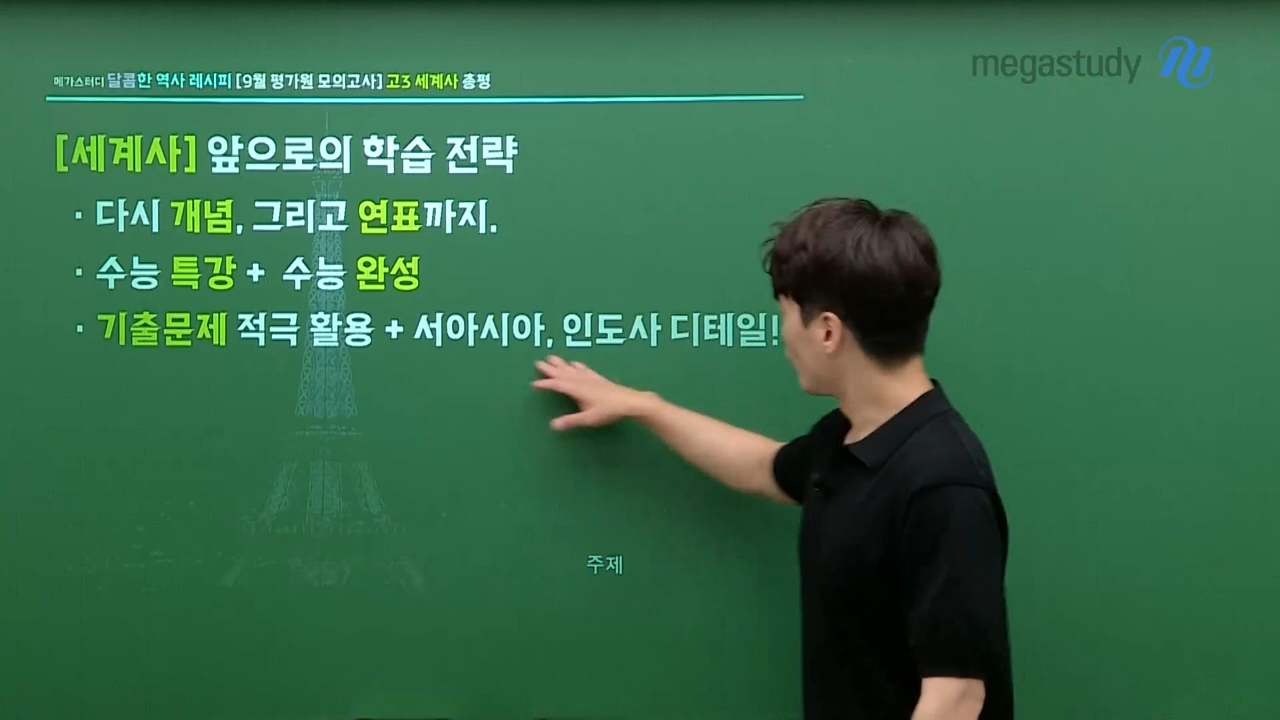 megastudy
메가스터디 달콤한 역사 레시피 [9월 평가원 모의고사] 고3 세계사 총평
[세계사] 앞으로의 학습 전략
· 다시 개념, 그리고 연표까지.
· 수능 특강 + 수능 완성
· 기출문제 적극 활용 + 서아시아, 인도사 디테일!
주제